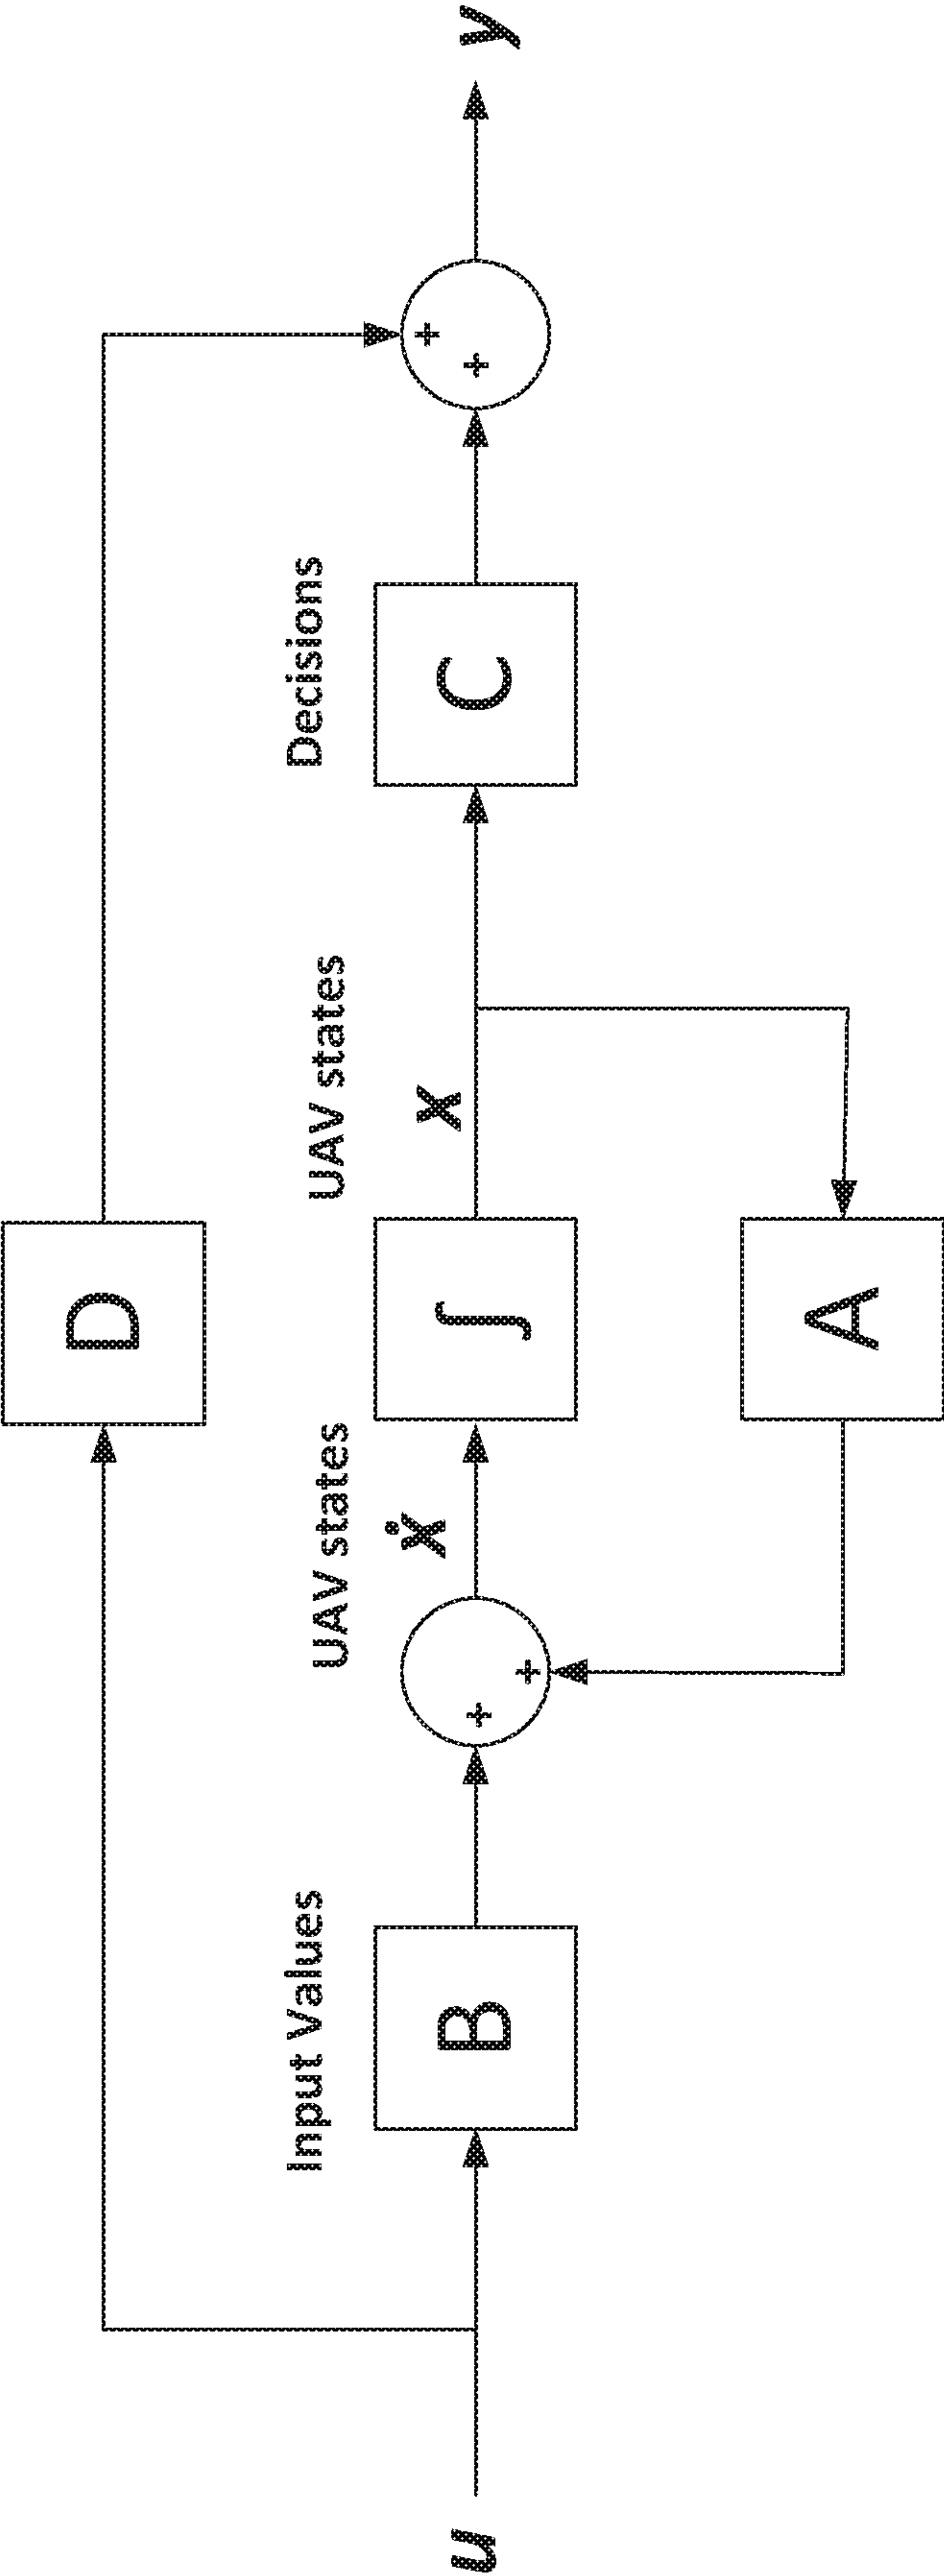 D
Input Values
UAV states
UAV states
Decisions
u
B
+
+
ẋ
∫
x
C
+
+
y
A